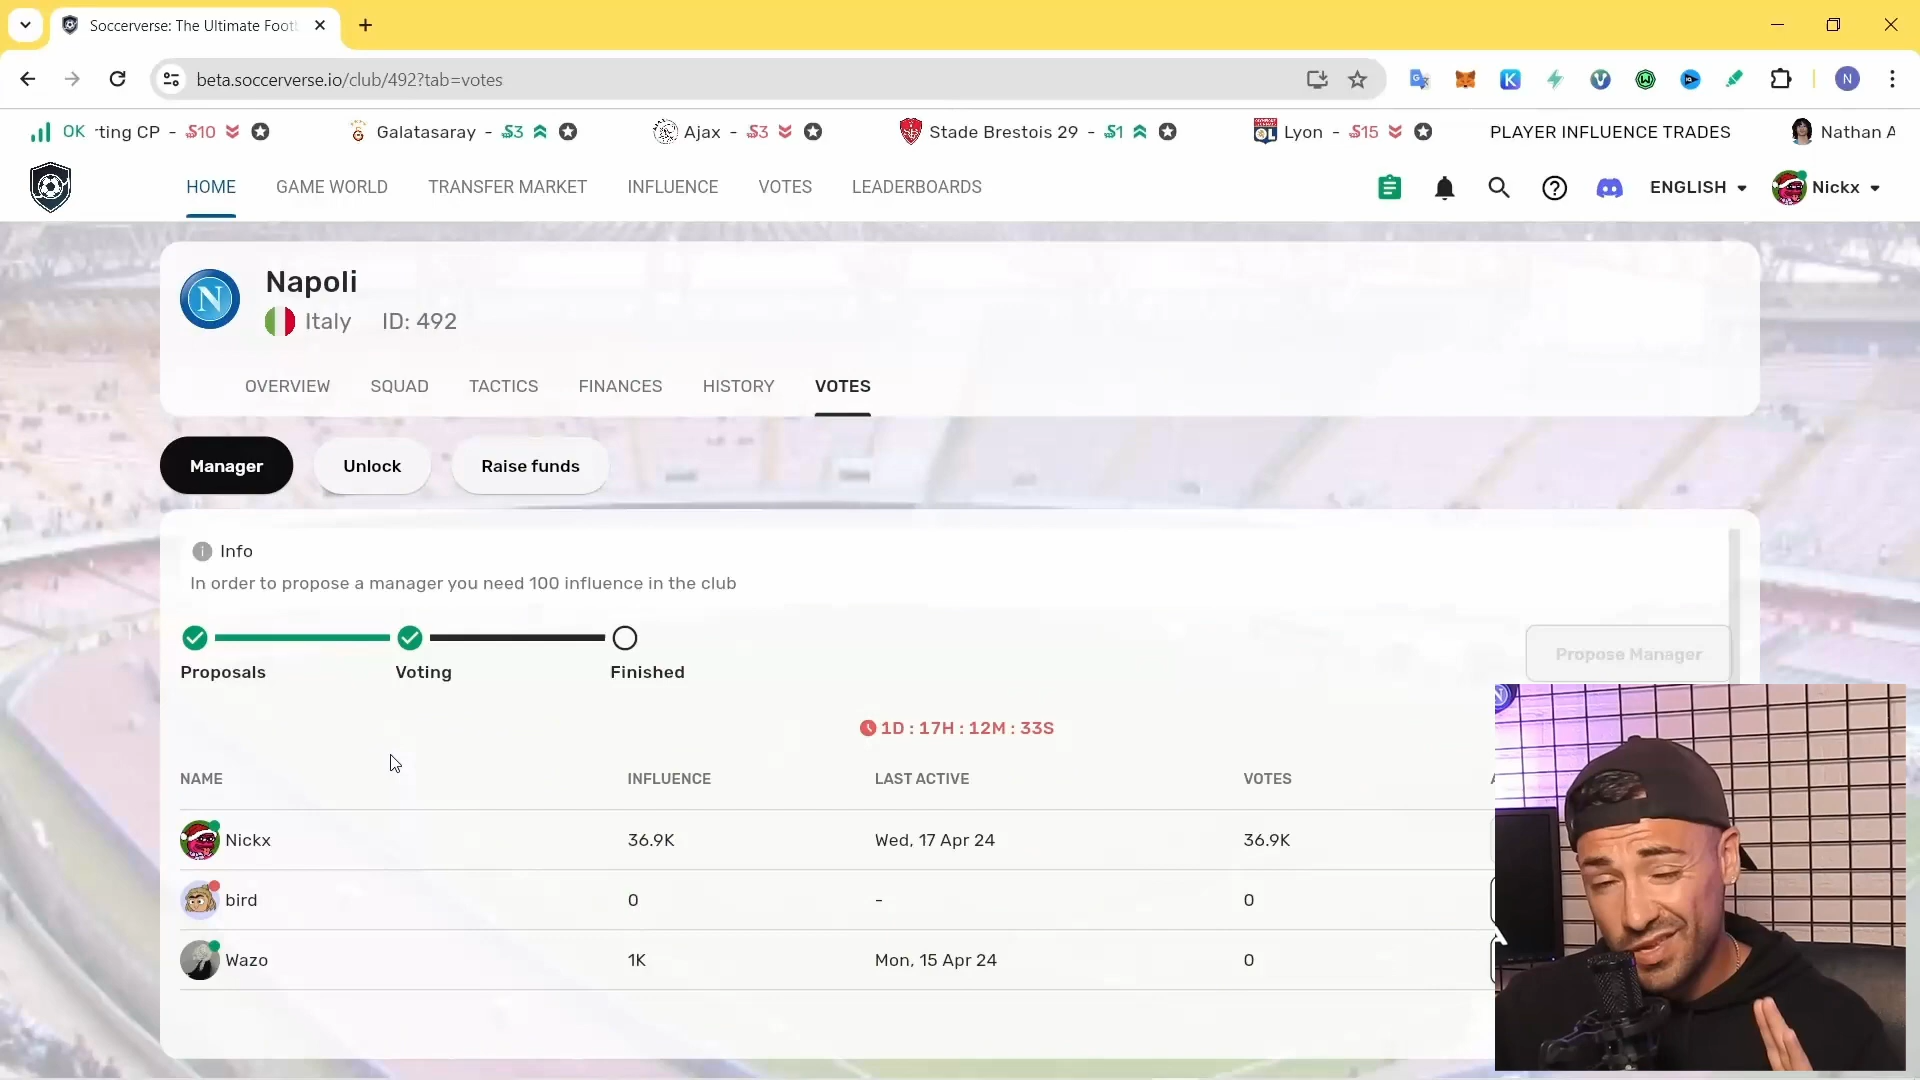 Soccerverse: The Ultimate Foot
beta.soccerverse.io/club/492?tab=votes
N
OK ·ting CP - $10 Galatasaray - $3 Ajax - $3 Stade Brestois 29 - $1 Lyon - $15 PLAYER INFLUENCE TRADES Nathan A
HOME GAME WORLD TRANSFER MARKET INFLUENCE VOTES LEADERBOARDS ENGLISH Nickx
N
Napoli
Italy ID: 492
OVERVIEW SQUAD TACTICS FINANCES HISTORY VOTES
Manager Unlock Raise funds
Info
In order to propose a manager you need 100 influence in the club
Proposals Voting Finished
Propose Manager
1D : 17H : 12M : 33S
NAME INFLUENCE LAST ACTIVE VOTES
Nickx 36.9K Wed, 17 Apr 24 36.9K
bird 0 - 0
Wazo 1K Mon, 15 Apr 24 0